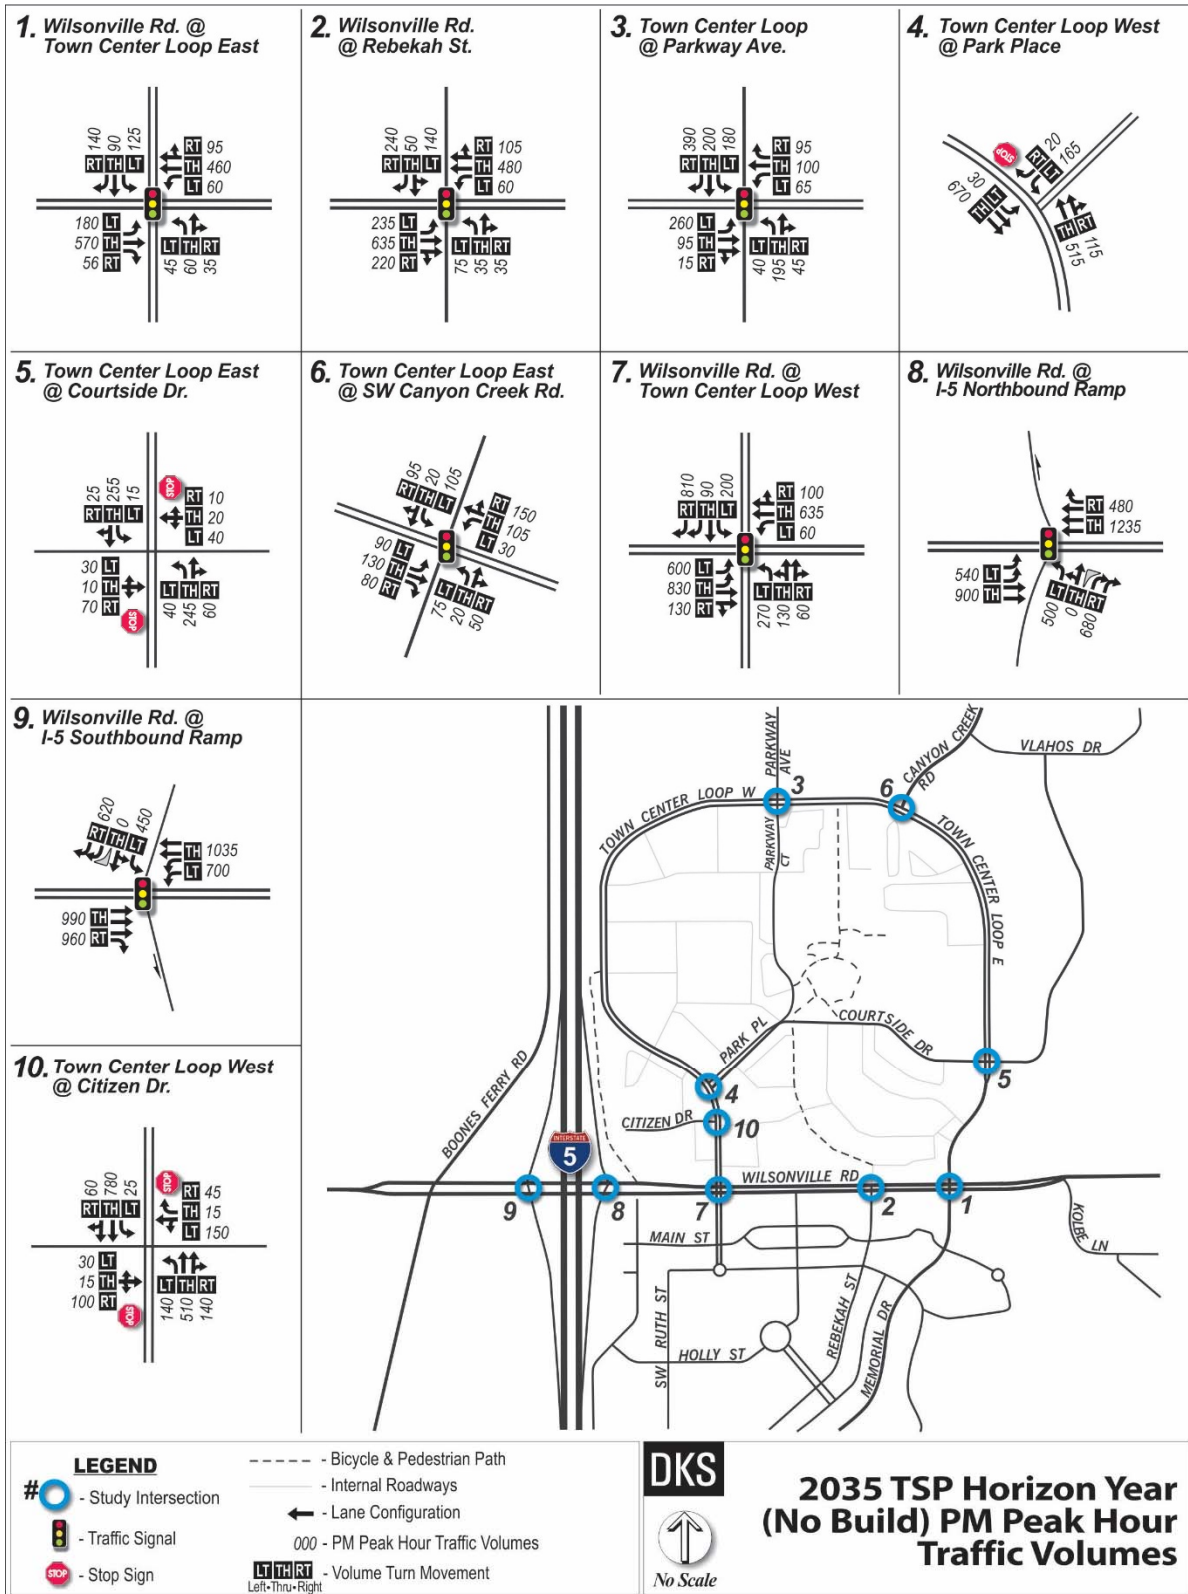 1. Wilsonville Rd. @
Town Center Loop East
140 90 125
RT TH LT
RT 95
TH 460
LT 60
180 LT
570 TH
56 RT
LT TH RT
45 60 35
2. Wilsonville Rd.
@ Rebekah St.
240 50 140
RT TH LT
RT 105
TH 480
LT 60
235 LT
635 TH
220 RT
LT TH RT
75 35 35
3. Town Center Loop
@ Parkway Ave.
390 200 180
RT TH LT
RT 95
TH 100
LT 65
260 LT
95 TH
15 RT
LT TH RT
40 195 45
4. Town Center Loop West
@ Park Place
STOP
20 165
RT LT
30 670
TH LT
TH RT
515 115
5. Town Center Loop East
@ Courtside Dr.
25 255 15
RT TH LT
STOP
RT 10
TH 20
LT 40
30 LT
10 TH
70 RT
STOP
LT TH RT
40 245 60
6. Town Center Loop East
@ SW Canyon Creek Rd.
95 20 105
RT TH LT
RT 150
TH 105
LT 30
90 LT
130 TH
80 RT
LT TH RT
75 20 50
7. Wilsonville Rd. @
Town Center Loop West
810 90 200
RT TH LT
RT 100
TH 635
LT 60
600 LT
830 TH
130 RT
LT TH RT
270 130 60
8. Wilsonville Rd. @
I-5 Northbound Ramp
RT 480
TH 1235
540 LT
900 TH
LT TH RT
500 0 680
9. Wilsonville Rd. @
I-5 Southbound Ramp
620 0 450
RT TH LT
TH 1035
LT 700
990 TH
960 RT
10. Town Center Loop West
@ Citizen Dr.
60 780 25
RT TH LT
STOP
RT 45
TH 15
LT 150
30 LT
15 TH
100 RT
STOP
LT TH RT
140 510 140
PARKWAY
AVE
CANYON CREEK
RD
VLAHOS DR
TOWN CENTER LOOP W
3
6
PARKWAY
CT
TOWN CENTER LOOP E
BOONES FERRY RD
PARK PL
COURTSIDE DR
5
4
CITIZEN DR
10
INTERSTATE
5
WILSONVILLE RD
9
8
7
2
1
MAIN ST
KOLBE
LN
SW RUTH ST
HOLLY ST
REBEKAH ST
MEMORIAL DR
LEGEND
# - Study Intersection
- Traffic Signal
STOP - Stop Sign
- Bicycle & Pedestrian Path
- Internal Roadways
- Lane Configuration
000 - PM Peak Hour Traffic Volumes
LT TH RT - Volume Turn Movement
Left•Thru•Right
DKS
No Scale
2035 TSP Horizon Year
(No Build) PM Peak Hour
Traffic Volumes